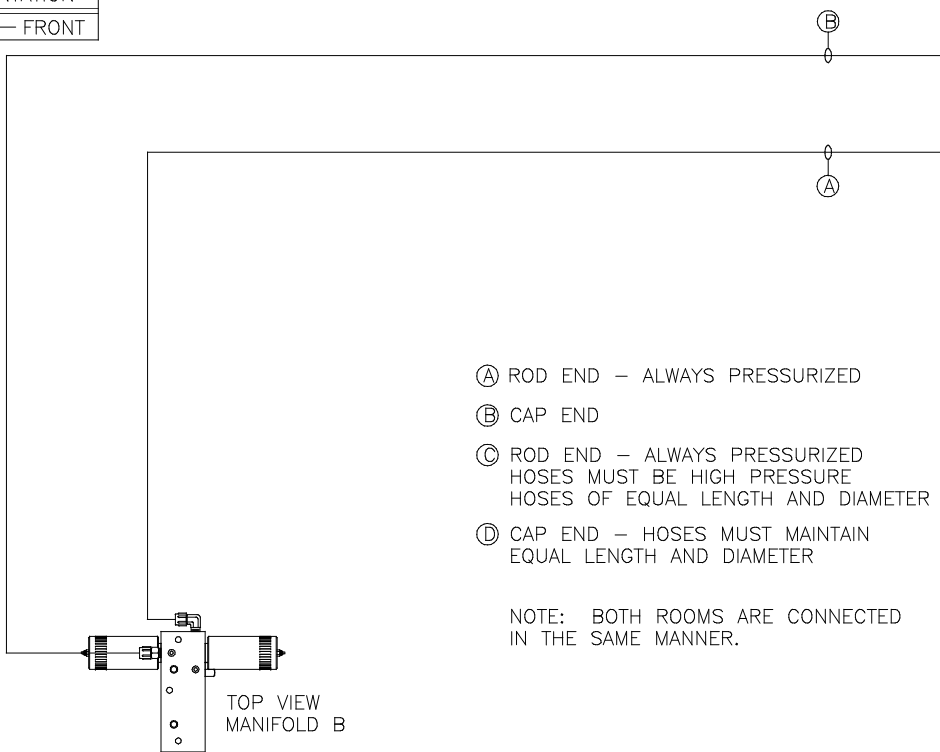 — FRONT
B
A
A ROD END — ALWAYS PRESSURIZED
B CAP END
C ROD END — ALWAYS PRESSURIZED
HOSES MUST BE HIGH PRESSURE
HOSES OF EQUAL LENGTH AND DIAMETER
D CAP END — HOSES MUST MAINTAIN
EQUAL LENGTH AND DIAMETER
NOTE: BOTH ROOMS ARE CONNECTED
IN THE SAME MANNER.
TOP VIEW
MANIFOLD B